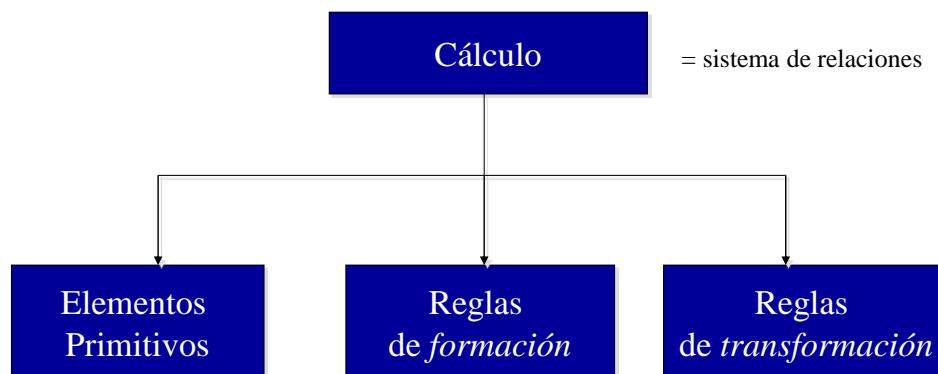 Cálculo
= sistema de relaciones
Elementos
Primitivos
Reglas
de formación
Reglas
de transformación